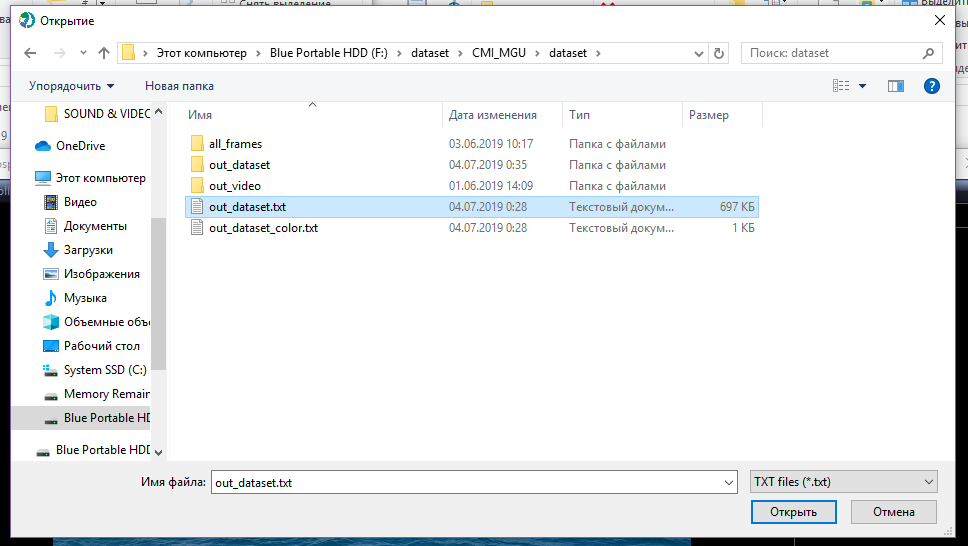 Открытие
Этот компьютер > Blue Portable HDD (F:) > dataset > CMI_MGU > dataset >
Поиск: dataset
Упорядочить
Новая папка
SOUND & VIDEO
OneDrive
Этот компьютер
Видео
Документы
Загрузки
Изображения
Музыка
Объемные объ
Рабочий стол
System SSD (C:)
Memory Remain
Blue Portable HD
Blue Portable HDD
Имя Дата изменения Тип Размер
all_frames 03.06.2019 10:17 Папка с файлами
out_dataset 04.07.2019 0:35 Папка с файлами
out_video 01.06.2019 14:09 Папка с файлами
out_dataset.txt 04.07.2019 0:28 Текстовый докум... 697 КБ
out_dataset_color.txt 04.07.2019 0:28 Текстовый докум... 1 КБ
Имя файла: out_dataset.txt
TXT files (*.txt)
Открыть
Отмена